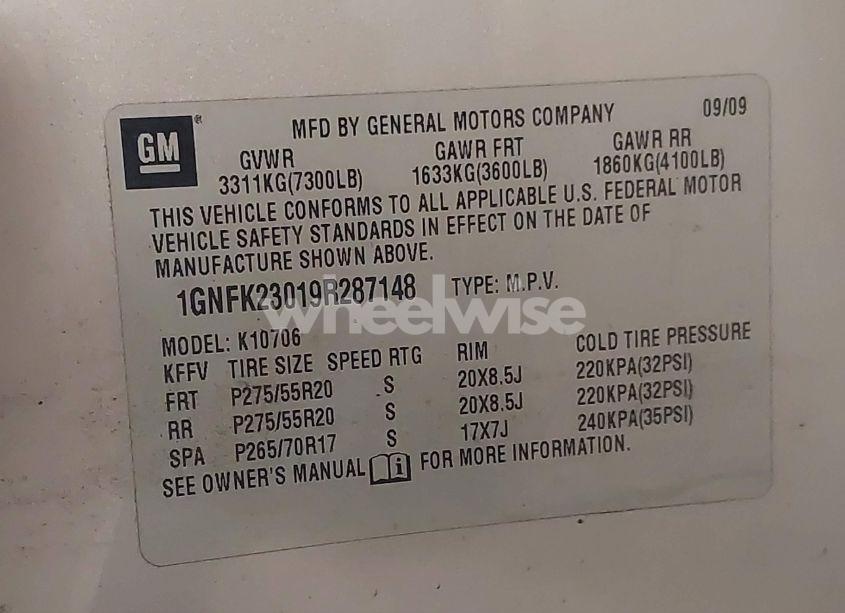 GM®
MFD BY GENERAL MOTORS COMPANY 09/09
GVWR GAWR FRT GAWR RR
3311KG(7300LB) 1633KG(3600LB) 1860KG(4100LB)
THIS VEHICLE CONFORMS TO ALL APPLICABLE U.S. FEDERAL MOTOR
VEHICLE SAFETY STANDARDS IN EFFECT ON THE DATE OF
MANUFACTURE SHOWN ABOVE.
1GNFK23019R287148 TYPE: M.P.V.
wheelwise
MODEL: K10706
KFFV TIRE SIZE SPEED RTG RIM COLD TIRE PRESSURE
FRT P275/55R20 S 20X8.5J 220KPA(32PSI)
RR P275/55R20 S 20X8.5J 220KPA(32PSI)
SPA P265/70R17 S 17X7J 240KPA(35PSI)
SEE OWNER'S MANUAL i FOR MORE INFORMATION.